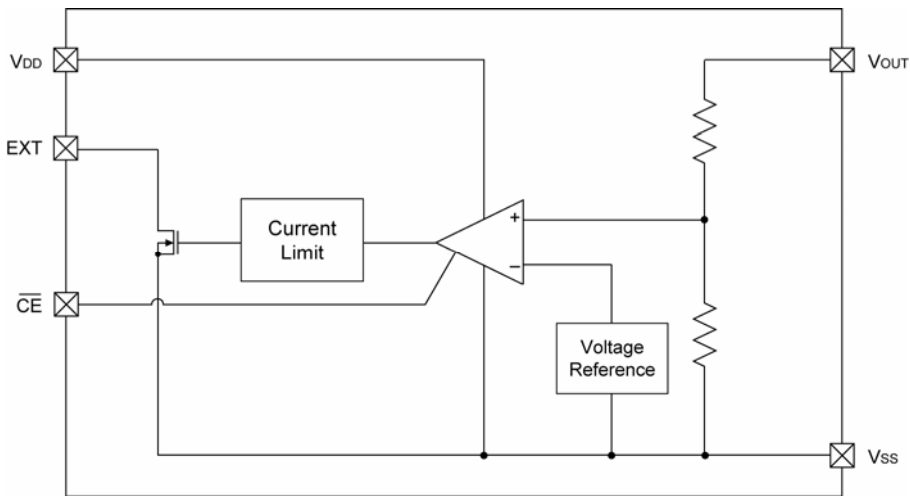 VDD
VOUT
EXT
+
Current
Limit
−
CE
Voltage
Reference
VSS